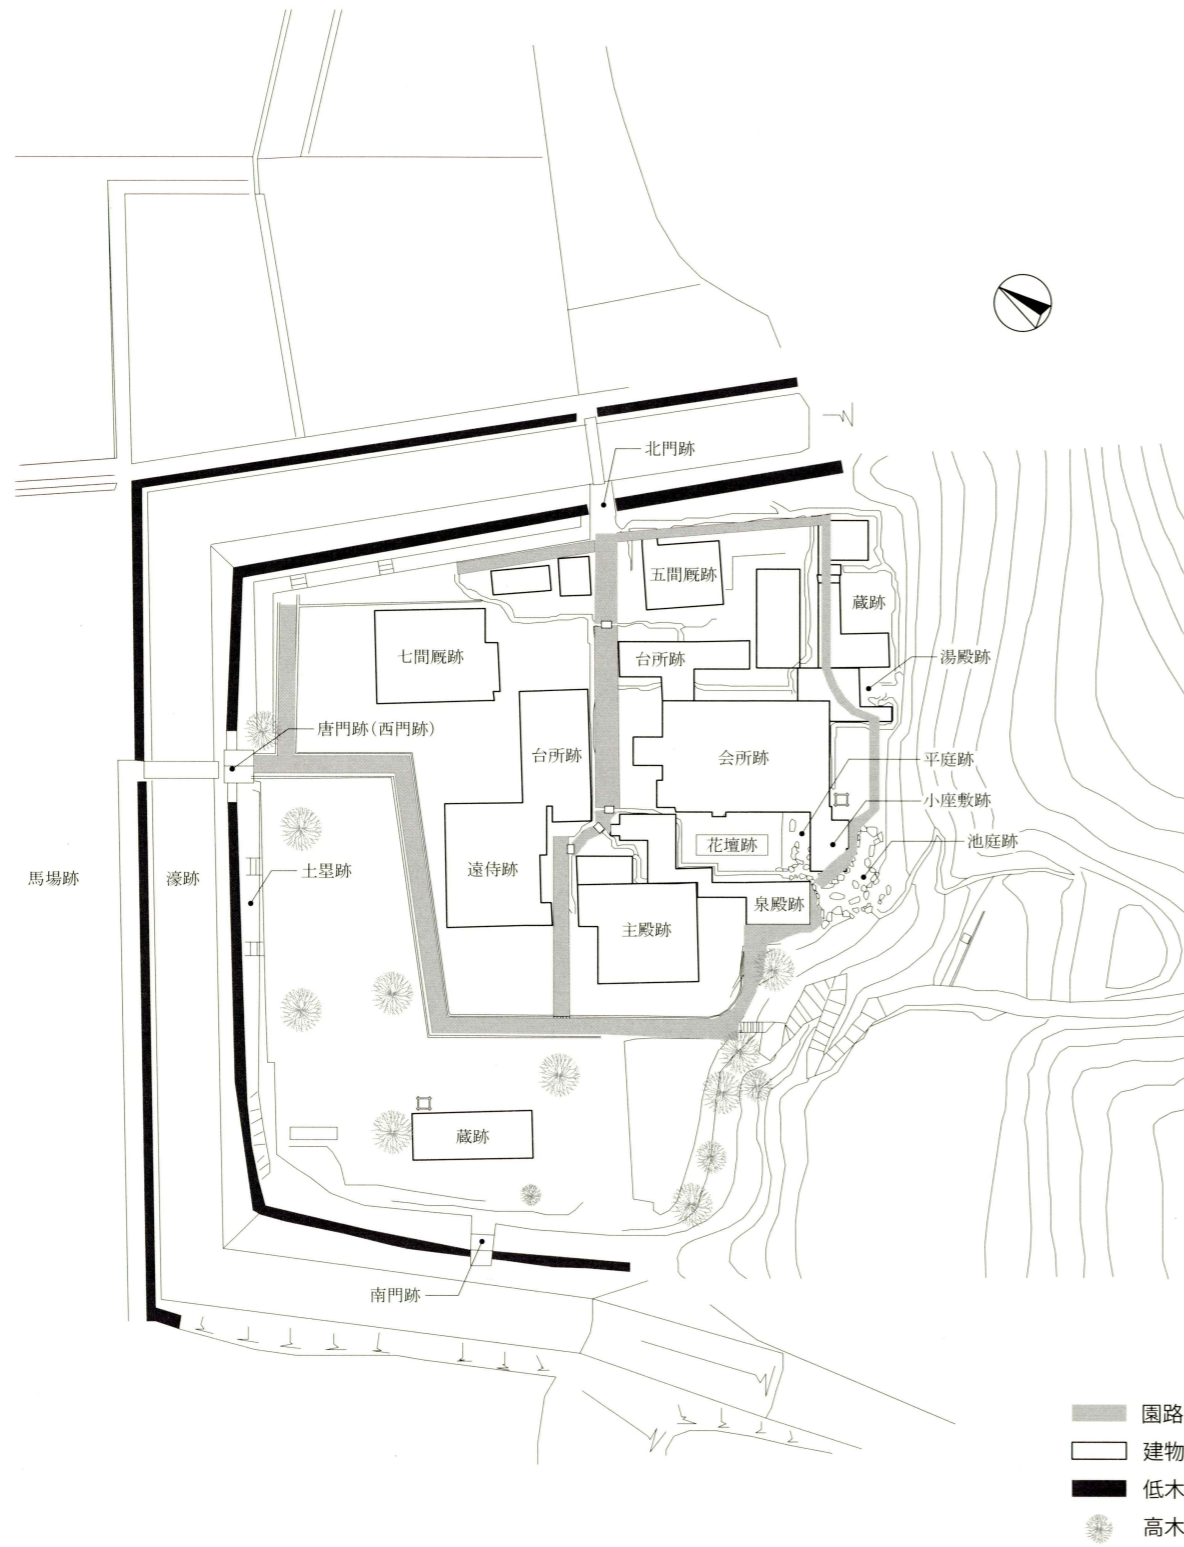 北門跡
五間厩跡
蔵跡
七間厩跡
台所跡
湯殿跡
唐門跡(西門跡)
台所跡
会所跡
平庭跡
小座敷跡
花壇跡
池庭跡
馬場跡
濠跡
土塁跡
遠侍跡
泉殿跡
主殿跡
蔵跡
南門跡
園路
建物
低木
高木